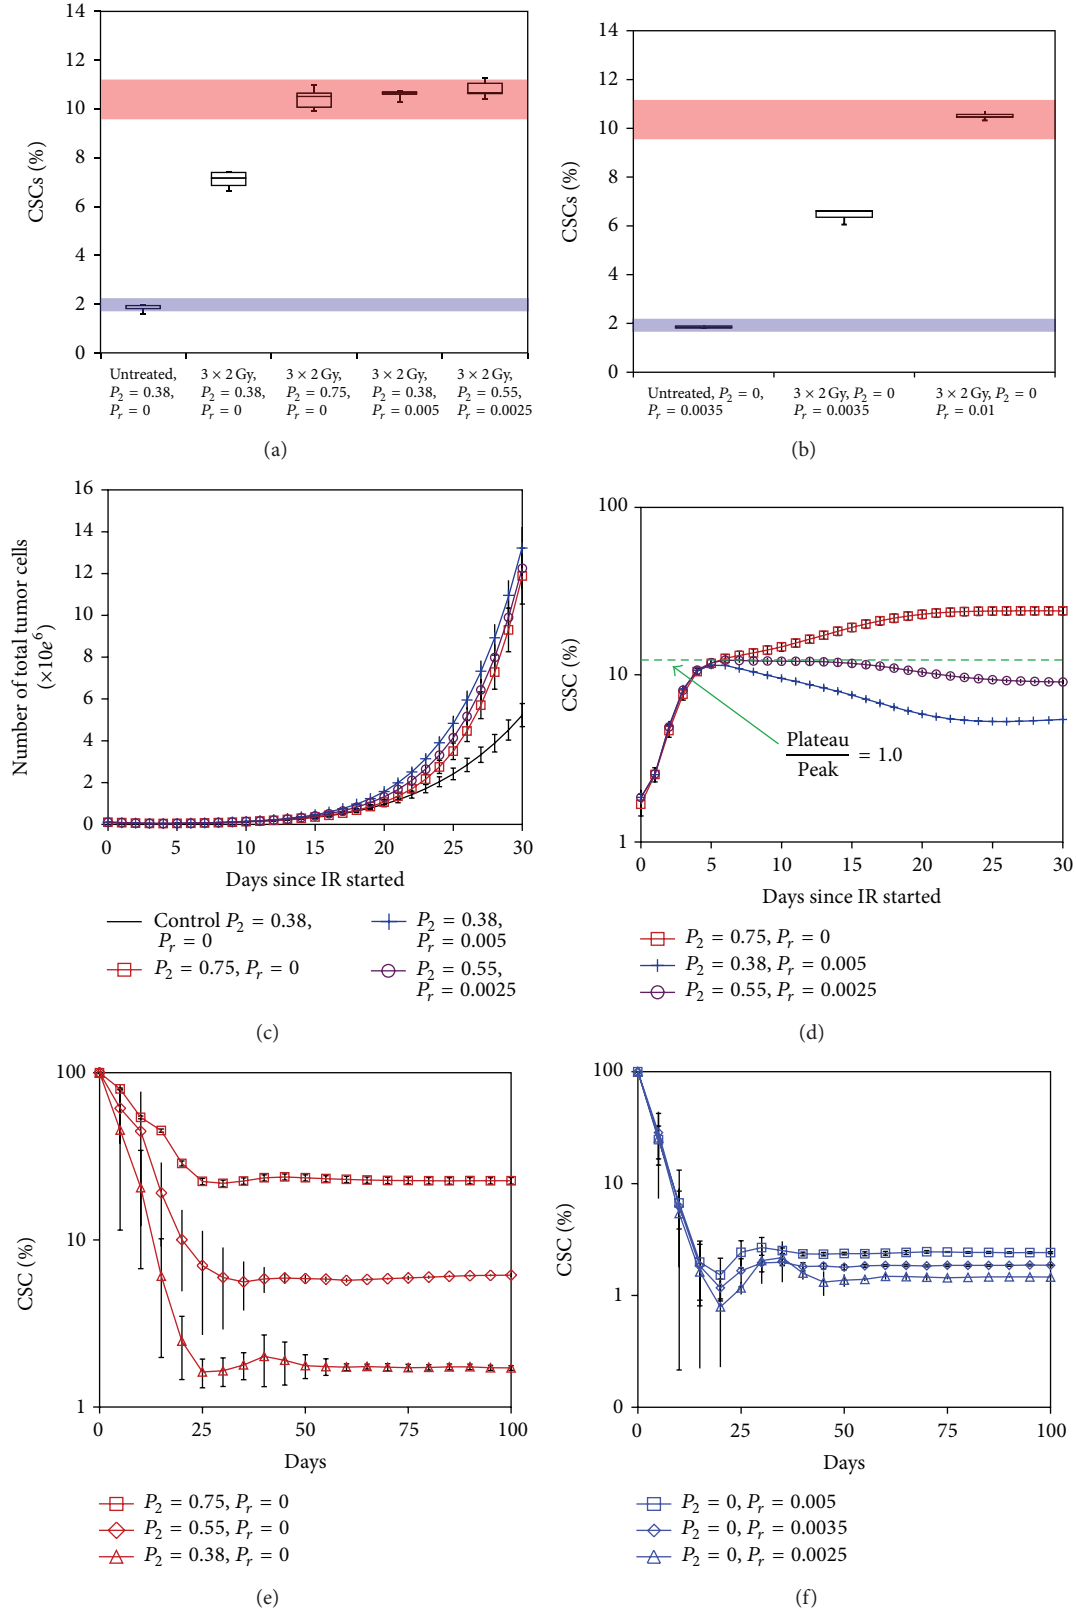 14
12
10
8
6
4
2
0
CSCs (%)
Untreated, P2 = 0.38, Pr = 0
3 × 2 Gy, P2 = 0.38, Pr = 0
3 × 2 Gy, P2 = 0.75, Pr = 0
3 × 2 Gy, P2 = 0.38, Pr = 0.005
3 × 2 Gy, P2 = 0.55, Pr = 0.0025
(a)
14
12
10
8
6
4
2
0
CSCs (%)
Untreated, P2 = 0, Pr = 0.0035
3 × 2 Gy, P2 = 0 Pr = 0.0035
3 × 2 Gy, P2 = 0 Pr = 0.01
(b)
16
14
12
10
8
6
4
2
0
Number of total tumor cells
(×10e⁶)
0 5 10 15 20 25 30
Days since IR started
Control P2 = 0.38,
Pr = 0
P2 = 0.75, Pr = 0
P2 = 0.38,
Pr = 0.005
P2 = 0.55,
Pr = 0.0025
(c)
100
10
1
CSC (%)
Plateau
Peak
= 1.0
0 5 10 15 20 25 30
Days since IR started
P2 = 0.75, Pr = 0
P2 = 0.38, Pr = 0.005
P2 = 0.55, Pr = 0.0025
(d)
100
10
1
CSC (%)
0 25 50 75 100
Days
P2 = 0.75, Pr = 0
P2 = 0.55, Pr = 0
P2 = 0.38, Pr = 0
(e)
100
10
1
0
CSC (%)
0 25 50 75 100
Days
P2 = 0, Pr = 0.005
P2 = 0, Pr = 0.0035
P2 = 0, Pr = 0.0025
(f)